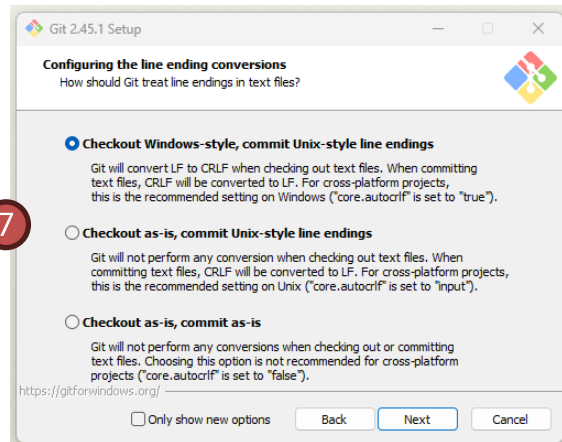 Git 2.45.1 Setup
Configuring the line ending conversions
How should Git treat line endings in text files?
Checkout Windows-style, commit Unix-style line endings
Git will convert LF to CRLF when checking out text files. When committing
text files, CRLF will be converted to LF. For cross-platform projects,
this is the recommended setting on Windows ("core.autocrlf" is set to "true").
7
Checkout as-is, commit Unix-style line endings
Git will not perform any conversion when checking out text files. When
committing text files, CRLF will be converted to LF. For cross-platform projects,
this is the recommended setting on Unix ("core.autocrlf" is set to "input").
Checkout as-is, commit as-is
Git will not perform any conversions when checking out or committing
text files. Choosing this option is not recommended for cross-platform
projects ("core.autocrlf" is set to "false").
https://gitforwindows.org/
Only show new options Back Next Cancel